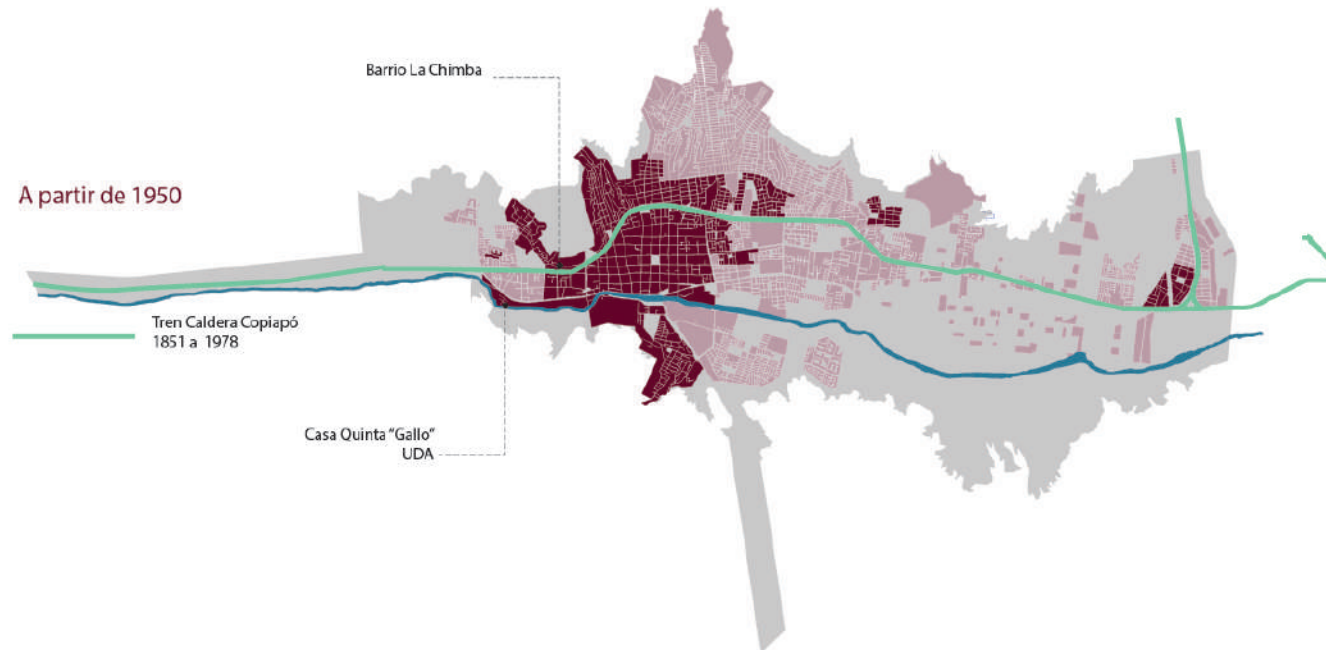 Barrio La Chimba
A partir de 1950
Tren Caldera Copiapó
1851 a 1978
Casa Quinta "Gallo"
UDA